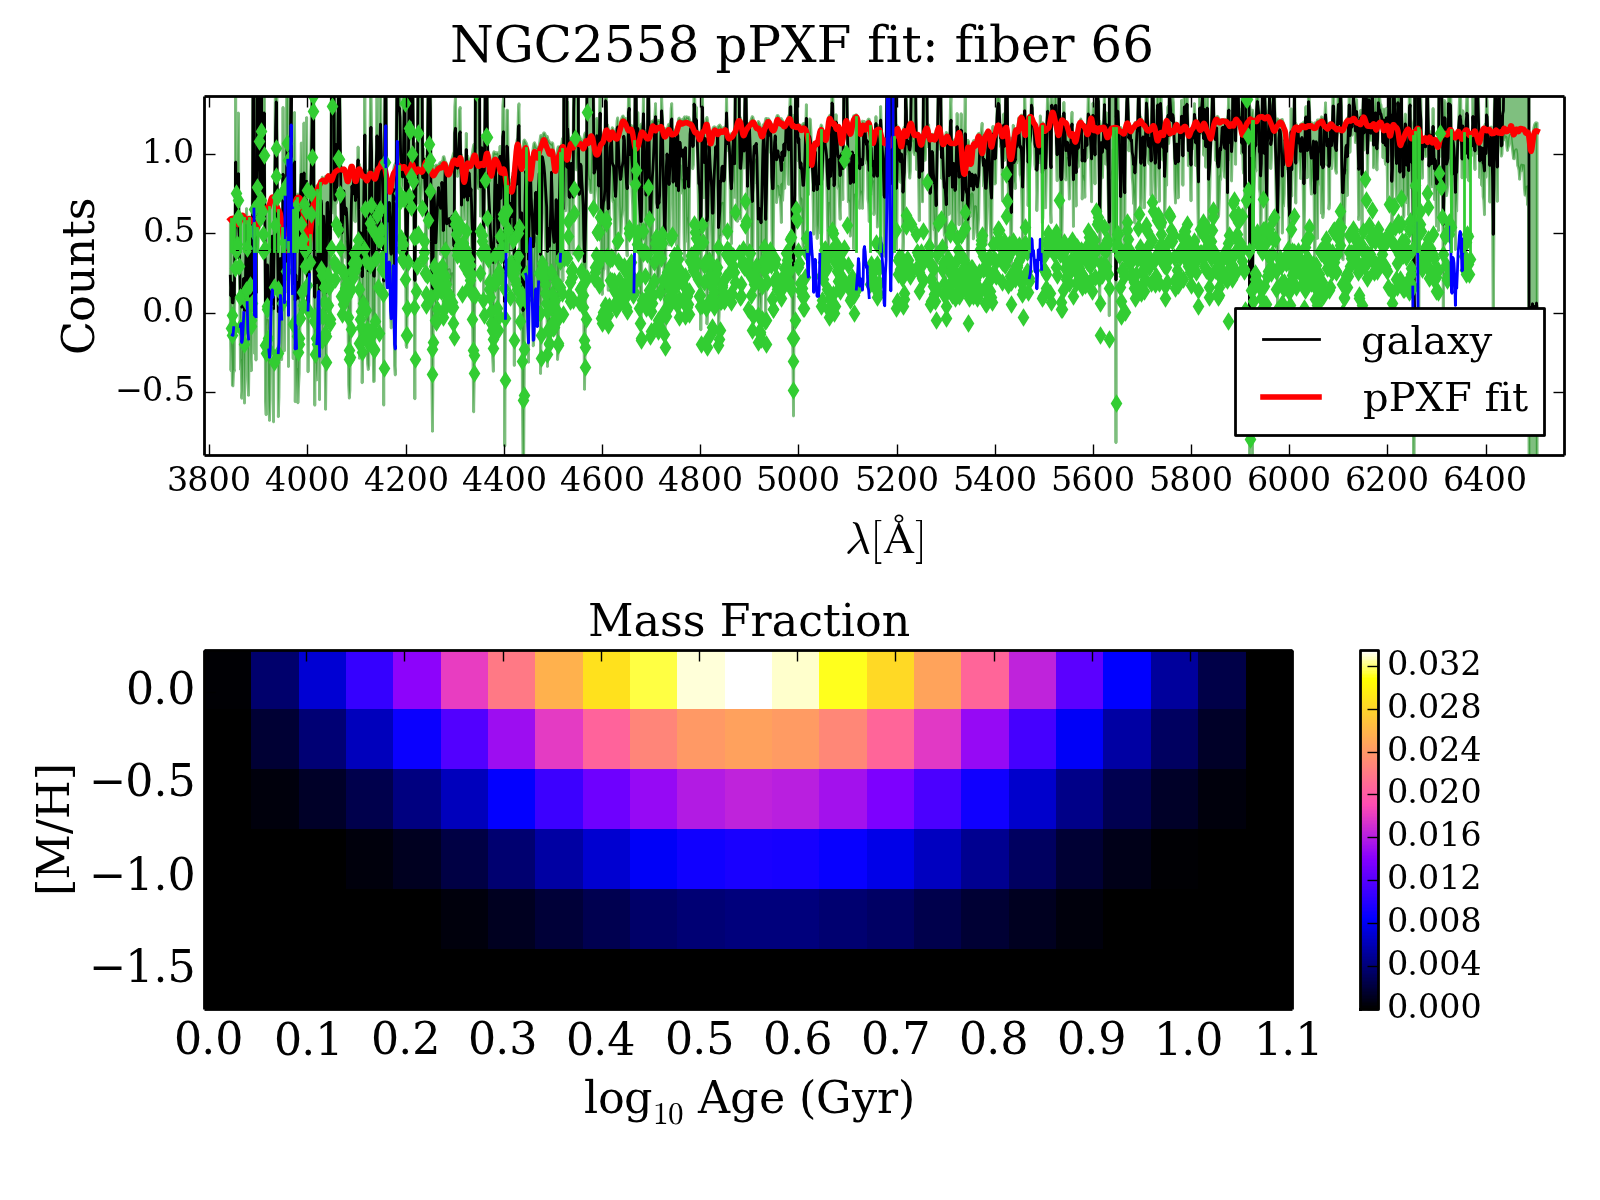 NGC2558 pPXF fit: fiber 66
Counts
1.0
0.5
0.0
−0.5
galaxy
pPXF fit
3800 4000 4200 4400 4600 4800 5000 5200 5400 5600 5800 6000 6200 6400
λ[Å]
Mass Fraction
[M/H]
0.0
−0.5
−1.0
−1.5
0.0 0.1 0.2 0.3 0.4 0.5 0.6 0.7 0.8 0.9 1.0 1.1
log₁₀ Age (Gyr)
0.032
0.028
0.024
0.020
0.016
0.012
0.008
0.004
0.000